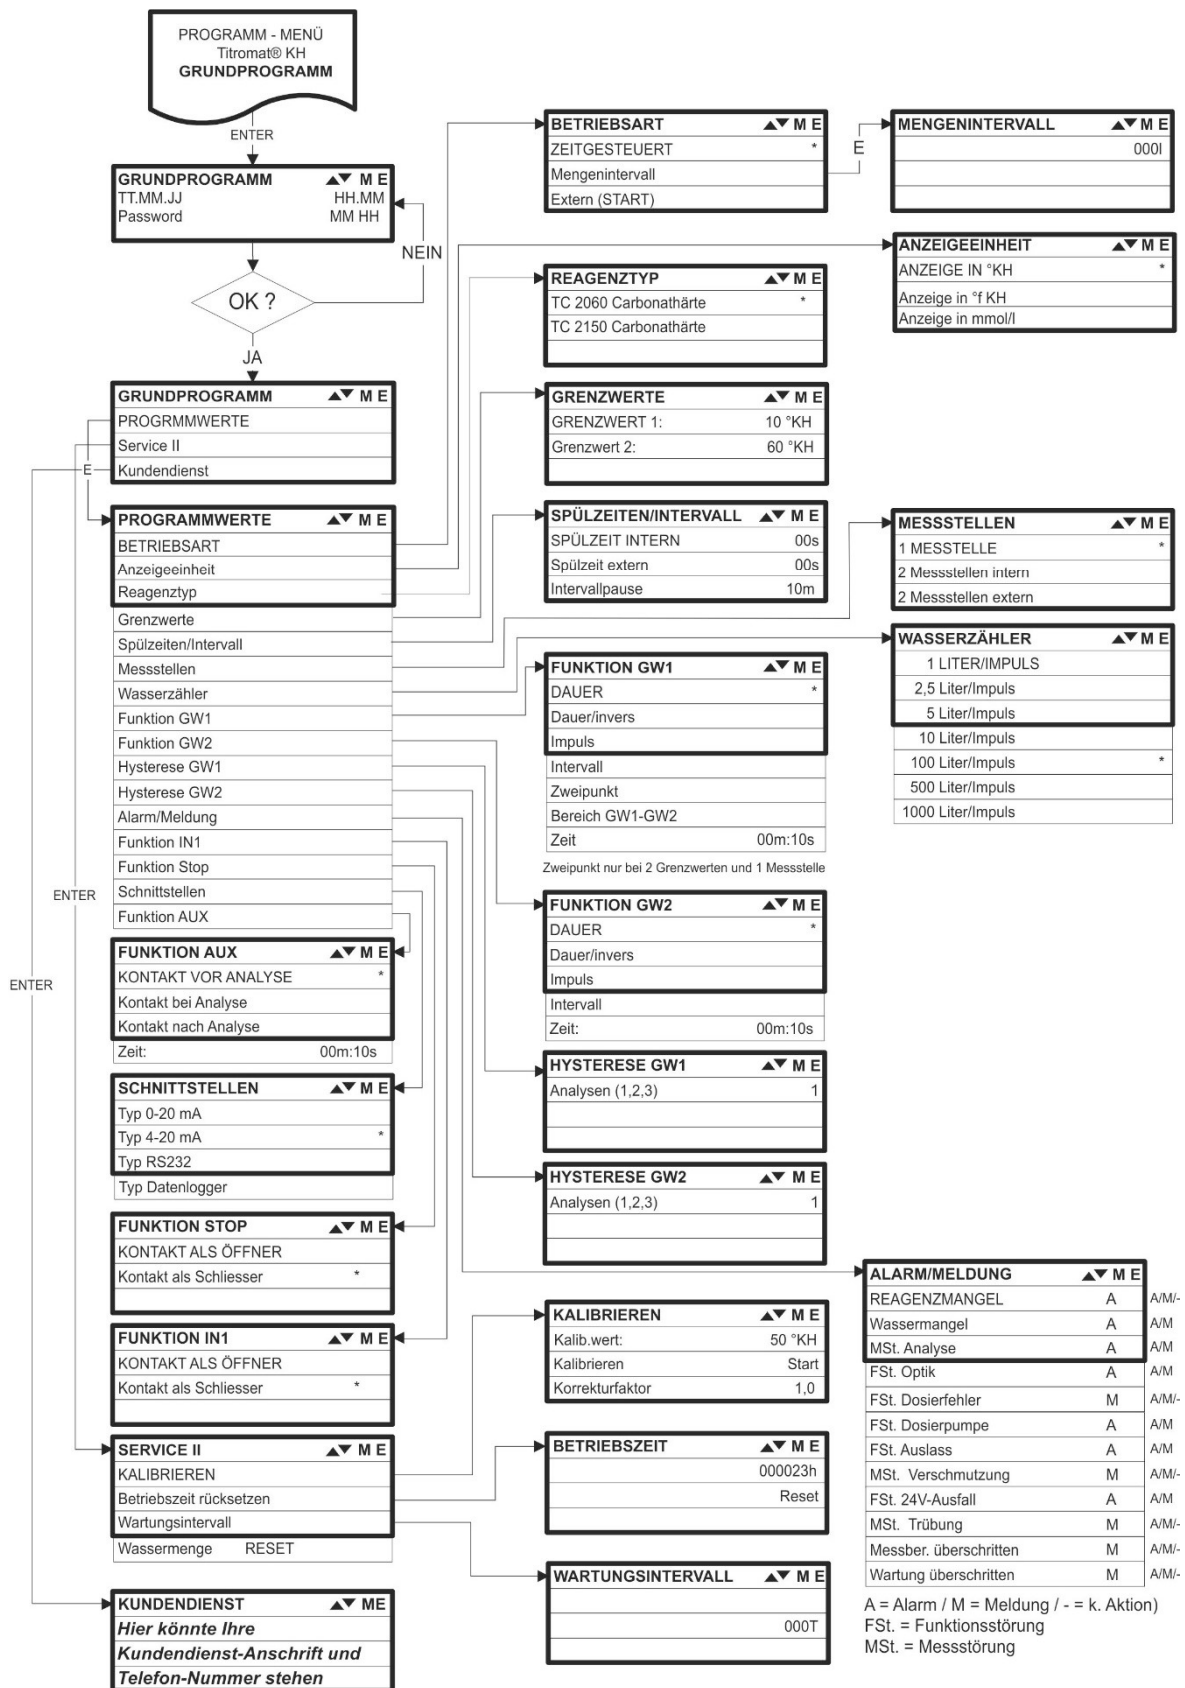 PROGRAMM - MENÜ
Titromat® KH
GRUNDPROGRAMM
ENTER
GRUNDPROGRAMM ▲▼ M E
TT.MM.JJ HH.MM
Password MM HH
NEIN
OK ?
JA
GRUNDPROGRAMM ▲▼ M E
PROGRMMWERTE
Service II
Kundendienst
E
ENTER
ENTER
PROGRAMMWERTE ▲▼ M E
BETRIEBSART
Anzeigeeinheit
Reagenztyp
Grenzwerte
Spülzeiten/Intervall
Messstellen
Wasserzähler
Funktion GW1
Funktion GW2
Hysterese GW1
Hysterese GW2
Alarm/Meldung
Funktion IN1
Funktion Stop
Schnittstellen
Funktion AUX
FUNKTION AUX ▲▼ M E
KONTAKT VOR ANALYSE *
Kontakt bei Analyse
Kontakt nach Analyse
Zeit: 00m:10s
SCHNITTSTELLEN ▲▼ M E
Typ 0-20 mA
Typ 4-20 mA *
Typ RS232
Typ Datenlogger
FUNKTION STOP ▲▼ M E
KONTAKT ALS ÖFFNER
Kontakt als Schliesser *
FUNKTION IN1 ▲▼ M E
KONTAKT ALS ÖFFNER
Kontakt als Schliesser *
SERVICE II ▲▼ M E
KALIBRIEREN
Betriebszeit rücksetzen
Wartungsintervall
Wassermenge RESET
KUNDENDIENST ▲▼ ME
Hier könnte Ihre
Kundendienst-Anschrift und
Telefon-Nummer stehen
BETRIEBSART ▲▼ M E
ZEITGESTEUERT *
Mengenintervall
Extern (START)
E
REAGENZTYP ▲▼ M E
TC 2060 Carbonathärte *
TC 2150 Carbonathärte
GRENZWERTE ▲▼ M E
GRENZWERT 1: 10 °KH
Grenzwert 2: 60 °KH
SPÜLZEITEN/INTERVALL ▲▼ M E
SPÜLZEIT INTERN 00s
Spülzeit extern 00s
Intervallpause 10m
FUNKTION GW1 ▲▼ M E
DAUER *
Dauer/invers
Impuls
Intervall
Zweipunkt
Bereich GW1-GW2
Zeit 00m:10s
Zweipunkt nur bei 2 Grenzwerten und 1 Messstelle
FUNKTION GW2 ▲▼ M E
DAUER *
Dauer/invers
Impuls
Intervall
Zeit: 00m:10s
HYSTERESE GW1 ▲▼ M E
Analysen (1,2,3) 1
HYSTERESE GW2 ▲▼ M E
Analysen (1,2,3) 1
KALIBRIEREN ▲▼ M E
Kalib.wert: 50 °KH
Kalibrieren Start
Korrekturfaktor 1,0
BETRIEBSZEIT ▲▼ M E
000023h
Reset
WARTUNGSINTERVALL ▲▼ M E
000T
MENGENINTERVALL ▲▼ M E
000l
ANZEIGEEINHEIT ▲▼ M E
ANZEIGE IN °KH *
Anzeige in °f KH
Anzeige in mmol/l
MESSSTELLEN ▲▼ M E
1 MESSTELLE *
2 Messstellen intern
2 Messstellen extern
WASSERZÄHLER ▲▼ M E
1 LITER/IMPULS
2,5 Liter/Impuls
5 Liter/Impuls
10 Liter/Impuls
100 Liter/Impuls *
500 Liter/Impuls
1000 Liter/Impuls
ALARM/MELDUNG ▲▼ M E
REAGENZMANGEL A A/M/-
Wassermangel A A/M
MSt. Analyse A A/M
FSt. Optik A A/M
FSt. Dosierfehler M A/M/-
FSt. Dosierpumpe A A/M
FSt. Auslass A A/M
MSt. Verschmutzung M A/M/-
FSt. 24V-Ausfall A A/M
MSt. Trübung M A/M/-
Messber. überschritten M A/M/-
Wartung überschritten M A/M/-
A = Alarm / M = Meldung / - = k. Aktion)
FSt. = Funktionsstörung
MSt. = Messstörung